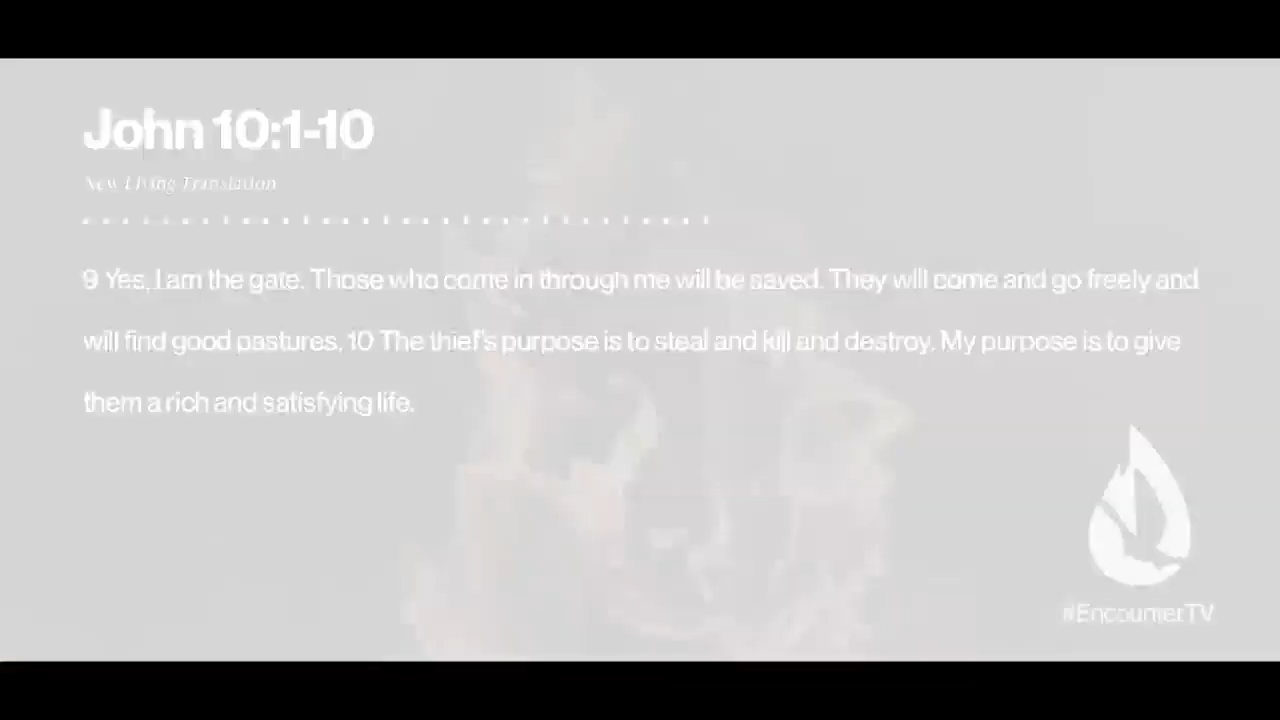 John 10:1-10
New Living Translation
9 Yes, I am the gate. Those who come in through me will be saved. They will come and go freely and
will find good pastures. 10 The thief's purpose is to steal and kill and destroy. My purpose is to give
them a rich and satisfying life.
#EncounterTV